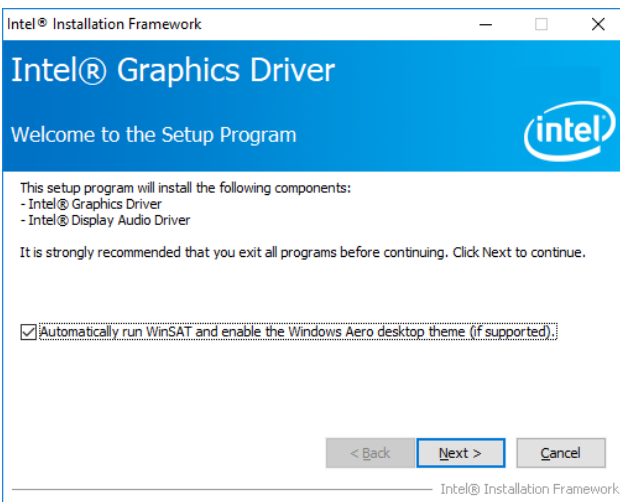 Intel® Installation Framework
Intel® Graphics Driver
Welcome to the Setup Program
intel
This setup program will install the following components:
- Intel® Graphics Driver
- Intel® Display Audio Driver
It is strongly recommended that you exit all programs before continuing. Click Next to continue.
Automatically run WinSAT and enable the Windows Aero desktop theme (if supported).
< Back Next > Cancel
Intel® Installation Framework